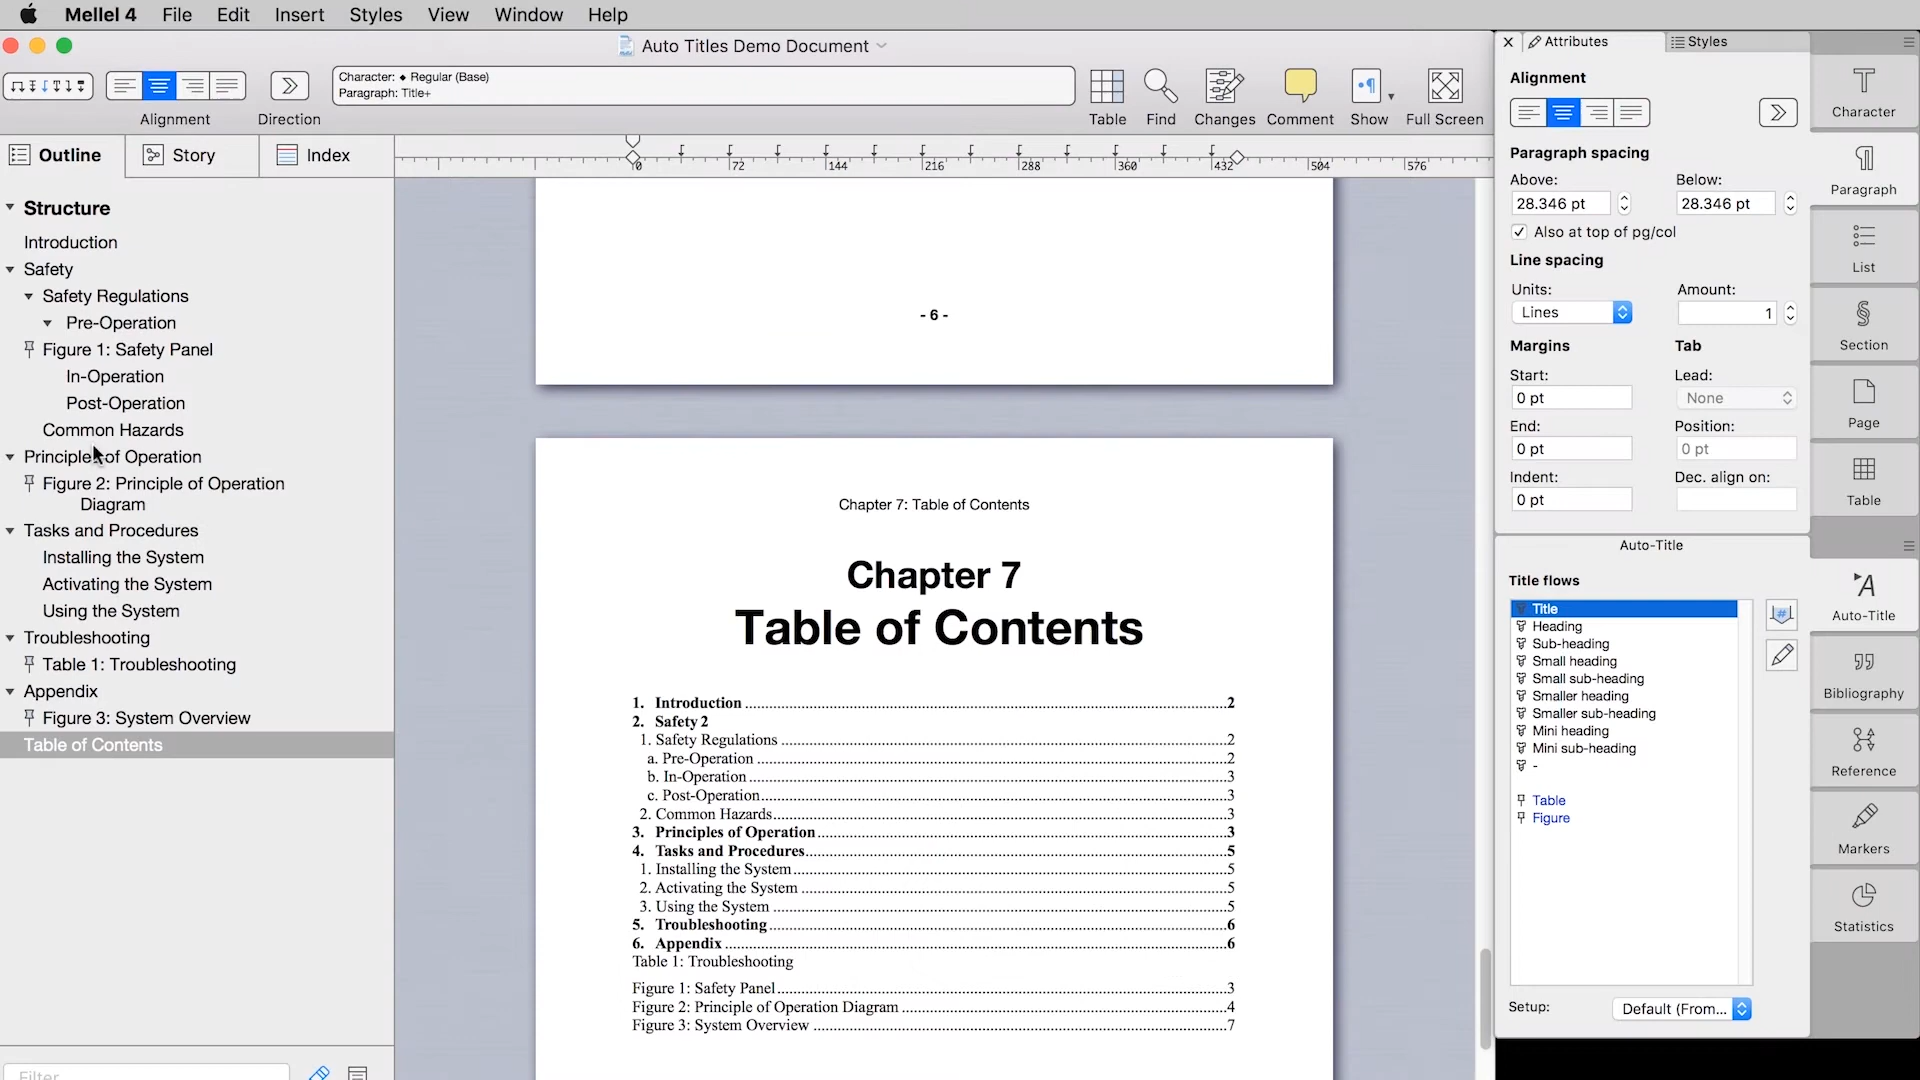 Mellel 4 File Edit Insert Styles View Window Help
Auto Titles Demo Document
Character: ⬥ Regular (Base)
Paragraph: Title+
Alignment
Direction
Table
Find
Changes
Comment
Show
Full Screen
Outline
Story
Index
0 72 144 216 288 360 432 504 576
Structure
Introduction
Safety
Safety Regulations
Pre-Operation
Figure 1: Safety Panel
In-Operation
Post-Operation
Common Hazards
Principles of Operation
Figure 2: Principle of Operation
Diagram
Tasks and Procedures
Installing the System
Activating the System
Using the System
Troubleshooting
Table 1: Troubleshooting
Appendix
Figure 3: System Overview
Table of Contents
Filter
- 6 -
Chapter 7: Table of Contents
Chapter 7
Table of Contents
1. Introduction 2
2. Safety 2
1. Safety Regulations 2
a. Pre-Operation 2
b. In-Operation 3
c. Post-Operation 3
2. Common Hazards 3
3. Principles of Operation 3
4. Tasks and Procedures 5
1. Installing the System 5
2. Activating the System 5
3. Using the System 5
5. Troubleshooting 6
6. Appendix 6
Table 1: Troubleshooting
Figure 1: Safety Panel 3
Figure 2: Principle of Operation Diagram 4
Figure 3: System Overview 7
Attributes
Styles
Alignment
Paragraph spacing
Above: Below:
28.346 pt 28.346 pt
Also at top of pg/col
Line spacing
Units: Amount:
Lines 1
Margins Tab
Start: Lead:
0 pt None
End: Position:
0 pt 0 pt
Indent: Dec. align on:
0 pt
Auto-Title
Title flows
Title
Heading
Sub-heading
Small heading
Small sub-heading
Smaller heading
Smaller sub-heading
Mini heading
Mini sub-heading
-
Table
Figure
Setup: Default (From...
Character
Paragraph
List
Section
Page
Table
Auto-Title
Bibliography
Reference
Markers
Statistics